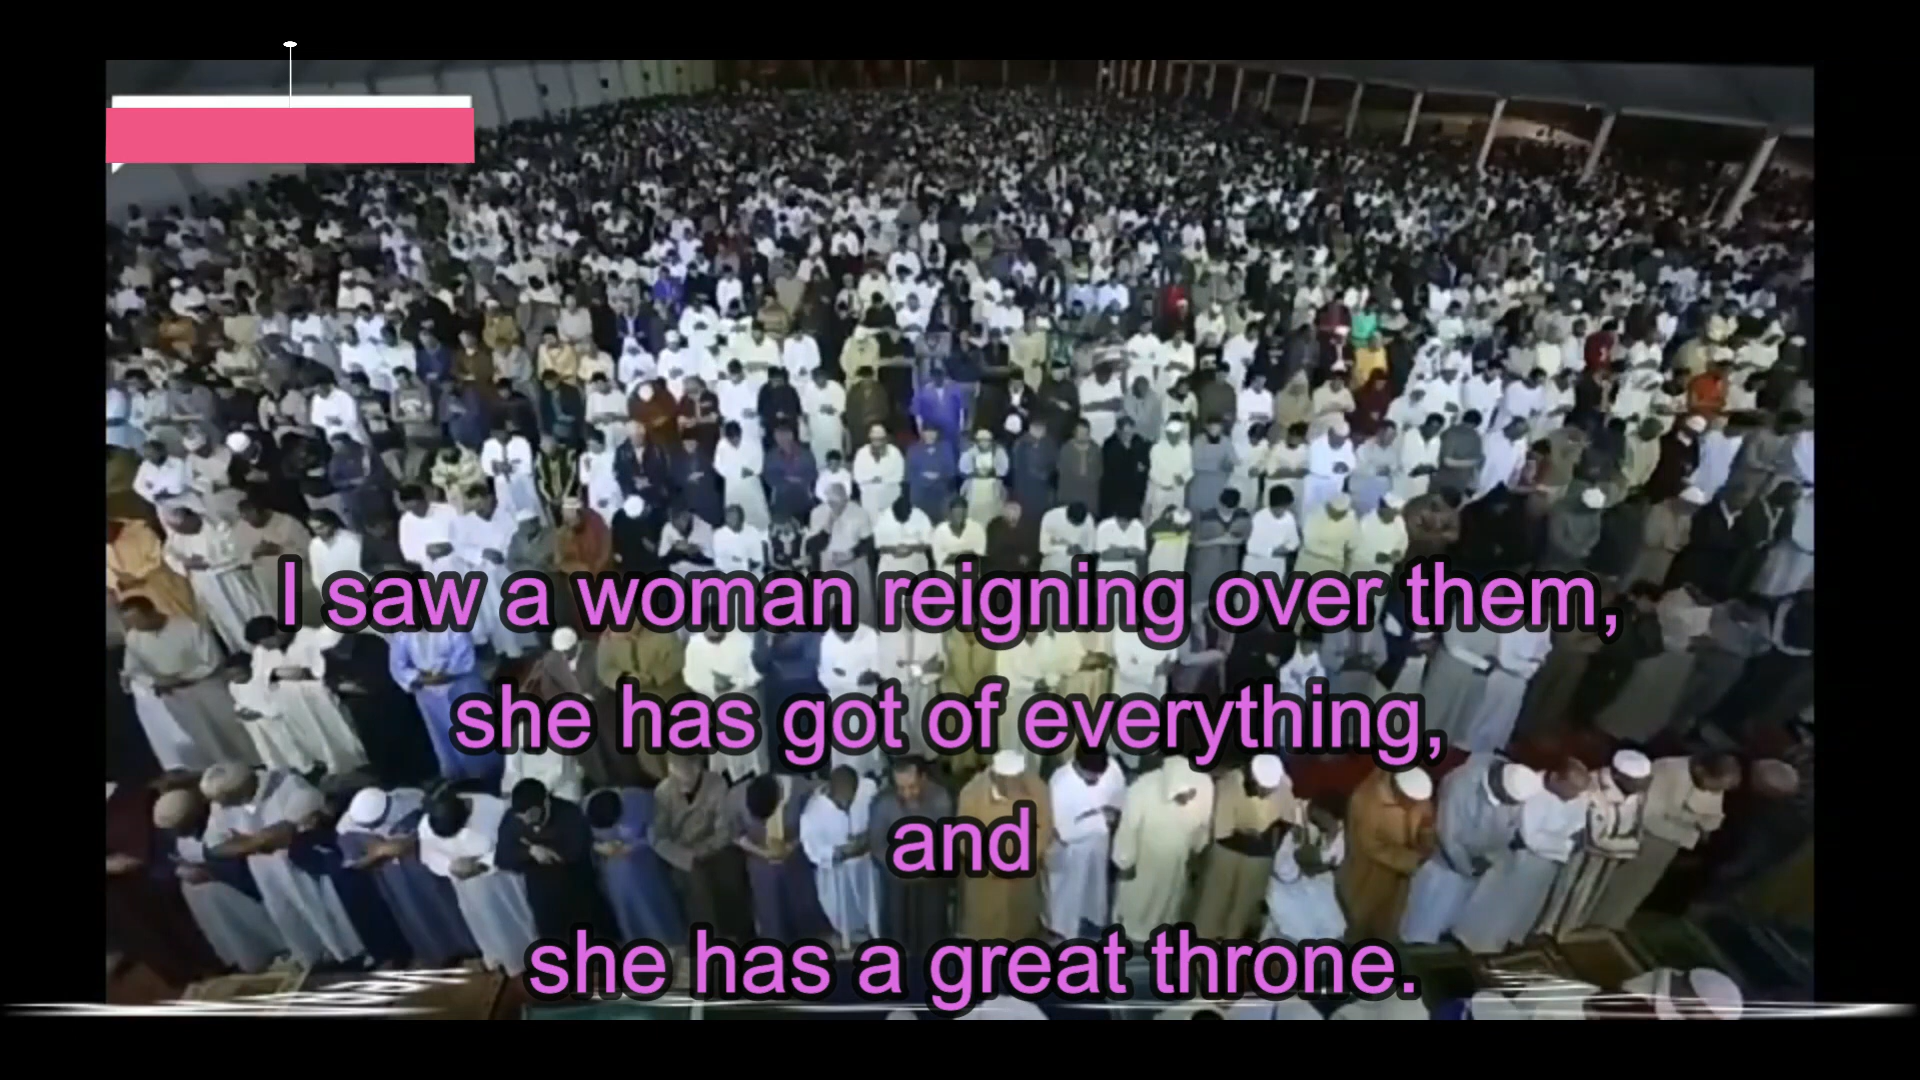 I saw a woman reigning over them,
she has got of everything,
and
she has a great throne.